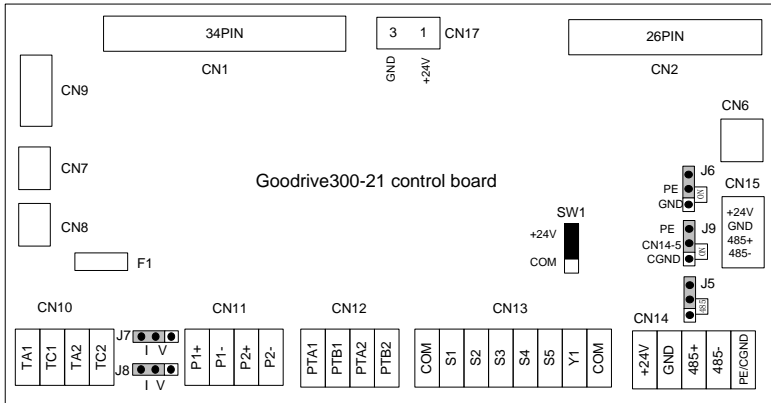 34PIN
CN1
3 1
CN17
GND
+24V
26PIN
CN2
CN9
CN6
CN7
CN8
F1
Goodrive300-21 control board
SW1
+24V
COM
J6
PE
GND
NO
CN15
+24V
GND
485+
485-
J9
PE
CN14-5
CGND
NO
J5
485
CN10
TA1
TC1
TA2
TC2
J7
I V
J8
I V
CN11
P1+
P1-
P2+
P2-
CN12
PTA1
PTB1
PTA2
PTB2
CN13
COM
S1
S2
S3
S4
S5
Y1
COM
CN14
+24V
GND
485+
485-
PE/CGND